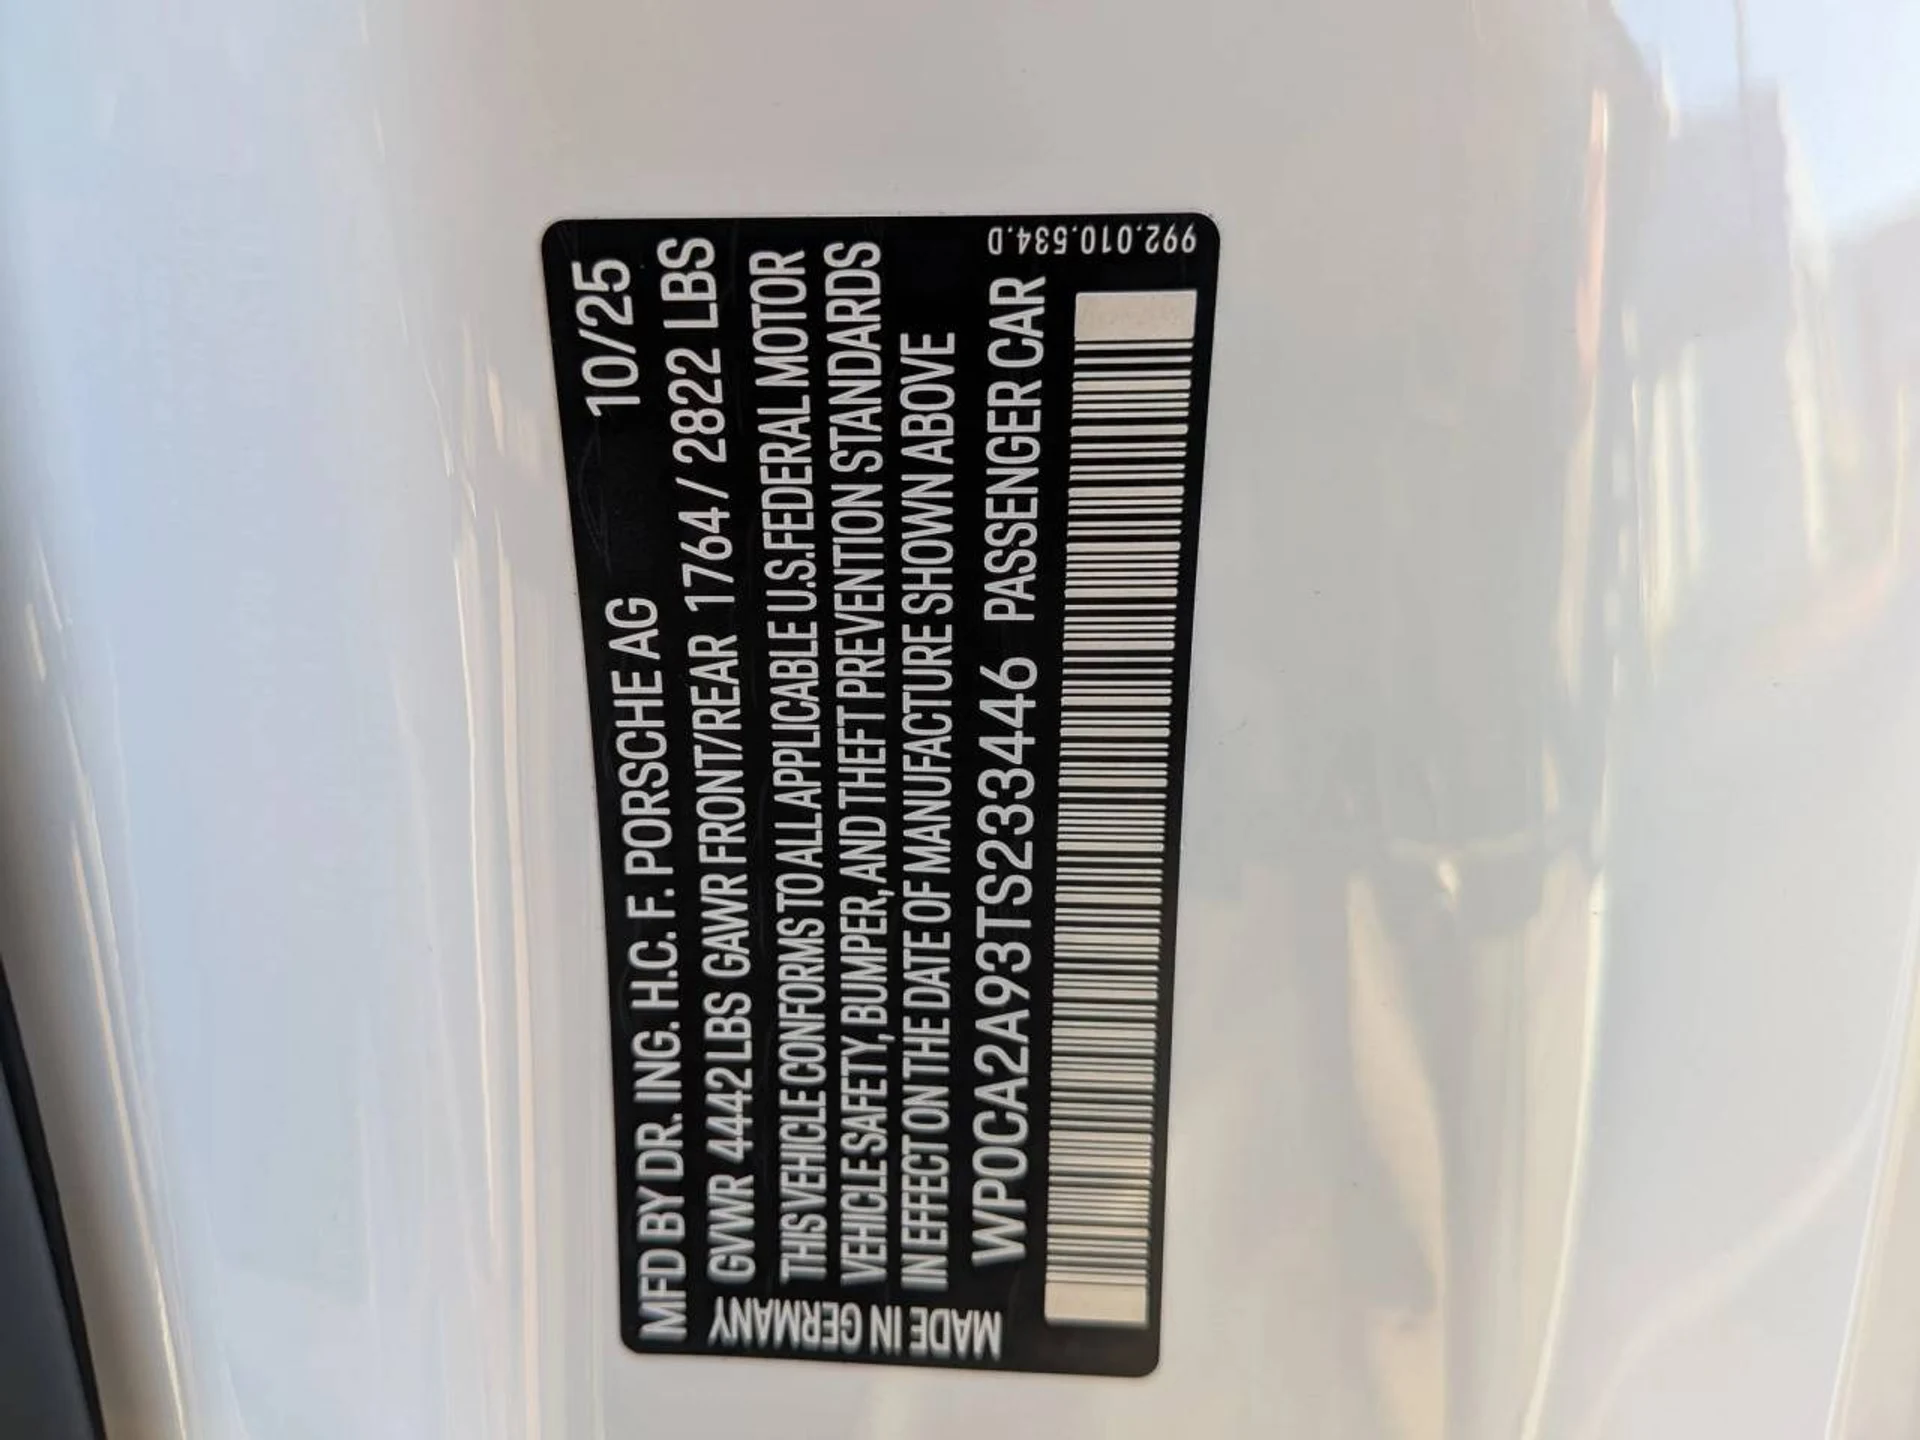 MFD BY DR. ING. H.C. F. PORSCHE AG 10/25
GVWR 4442 LBS GAWR FRONT/REAR 1764 / 2822 LBS
THIS VEHICLE CONFORMS TO ALL APPLICABLE U.S. FEDERAL MOTOR
VEHICLE SAFETY, BUMPER, AND THEFT PREVENTION STANDARDS
IN EFFECT ON THE DATE OF MANUFACTURE SHOWN ABOVE
WP0CA2A93TS233446 PASSENGER CAR
MADE IN GERMANY
992.010.534.D